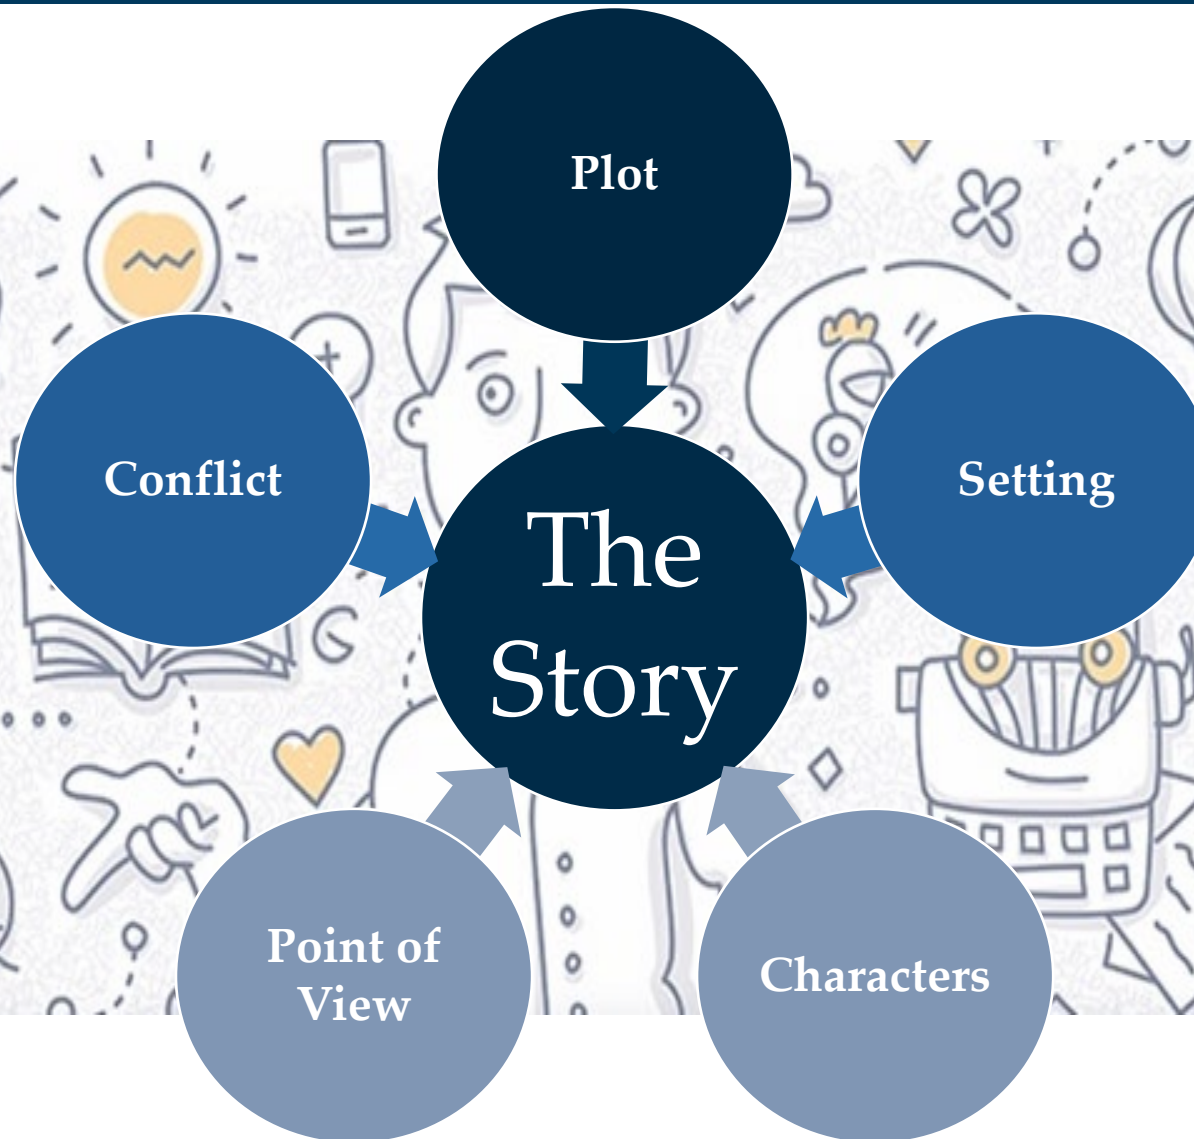 Plot
Conflict
Setting
The
Story
Point of
View
Characters